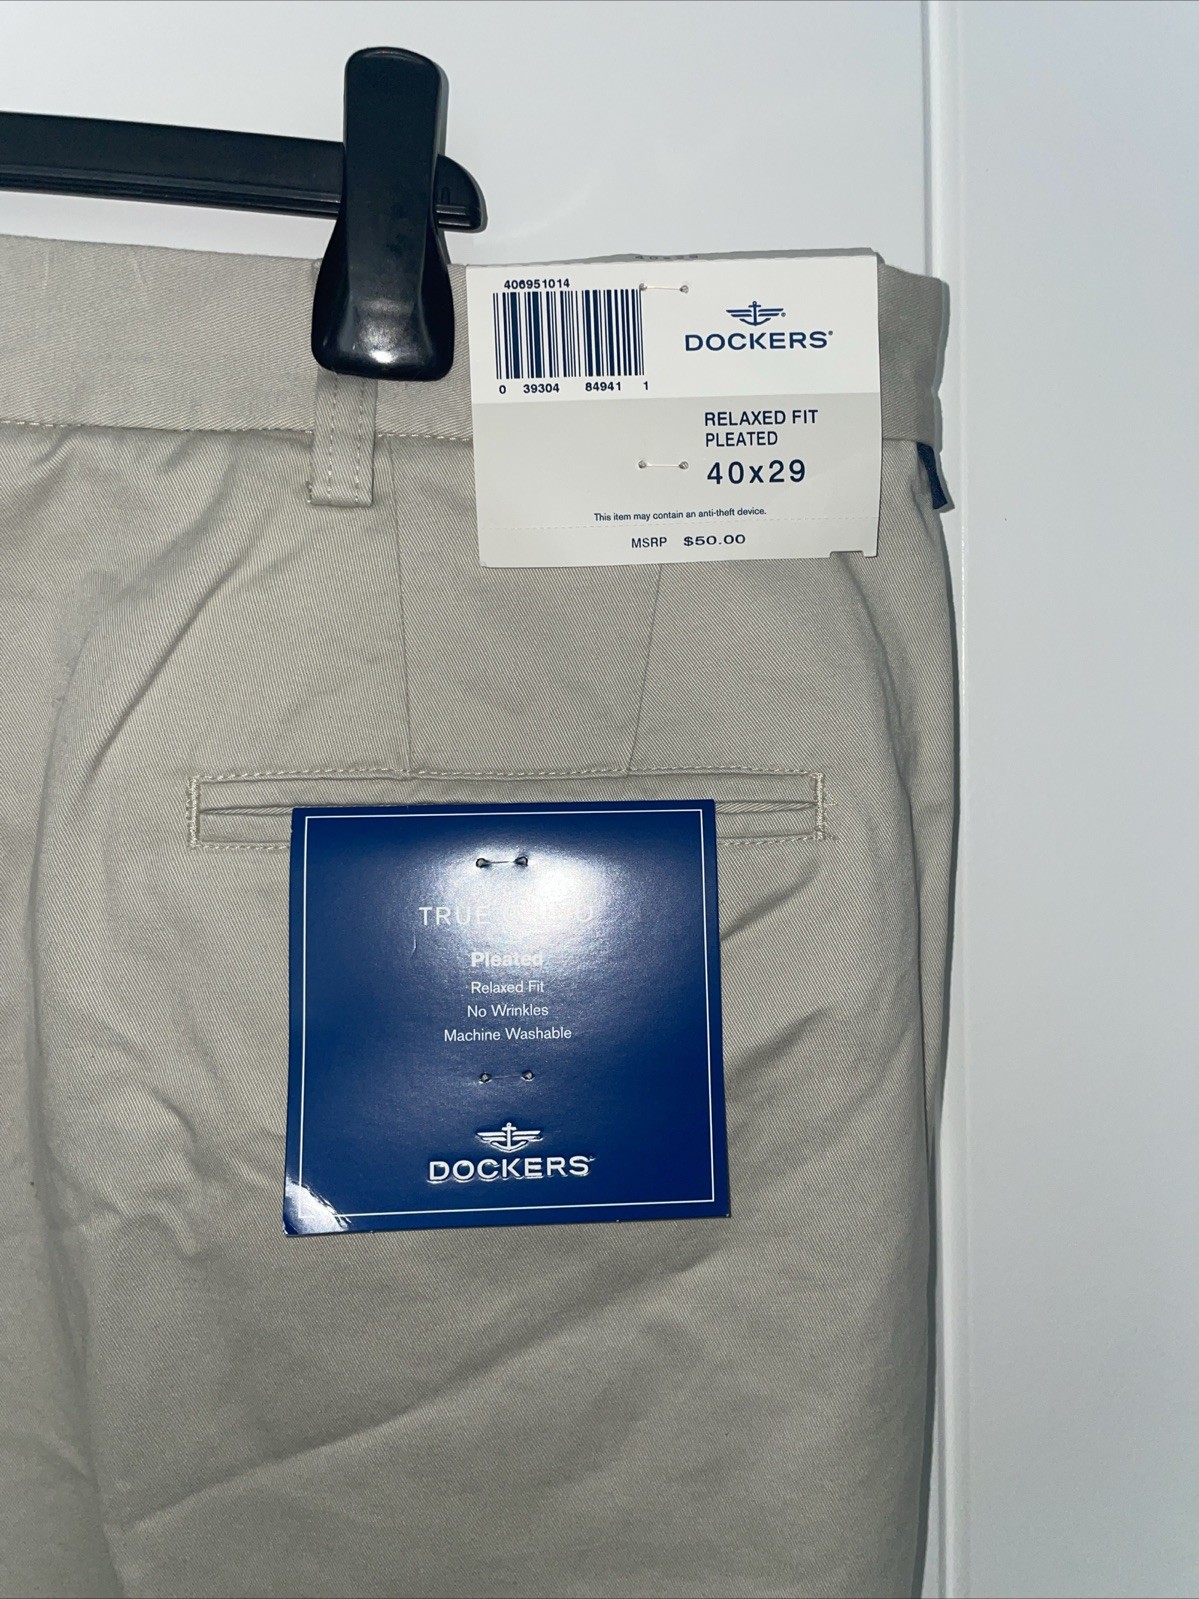 406951014
0 39304 84941 1
DOCKERS®
RELAXED FIT
PLEATED
40x29
This item may contain an anti-theft device.
MSRP $50.00
TRUE
Pleated
Relaxed Fit
No Wrinkles
Machine Washable
DOCKERS